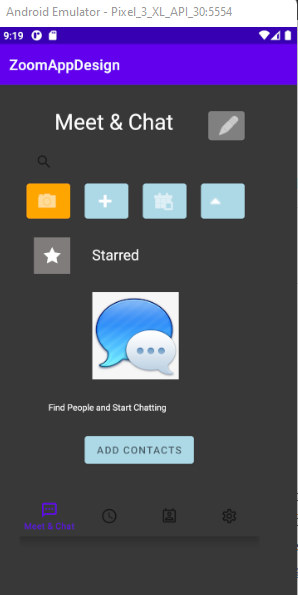 Android Emulator - Pixel_3_XL_API_30:5554
9:19
ZoomAppDesign
Meet & Chat
Starred
Find People and Start Chatting
ADD CONTACTS
Meet & Chat